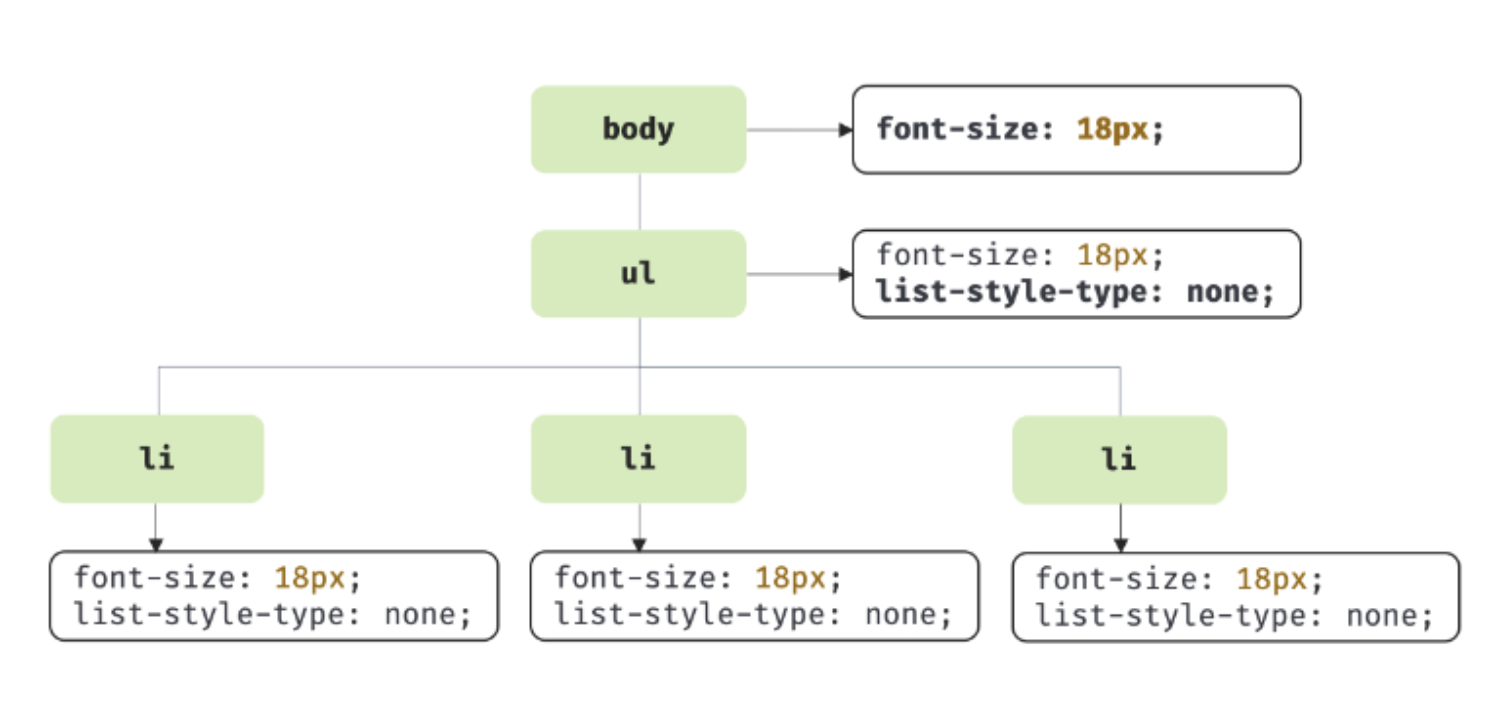 body
font-size: 18px;
ul
font-size: 18px;
list-style-type: none;
li
li
li
font-size: 18px;
list-style-type: none;
font-size: 18px;
list-style-type: none;
font-size: 18px;
list-style-type: none;